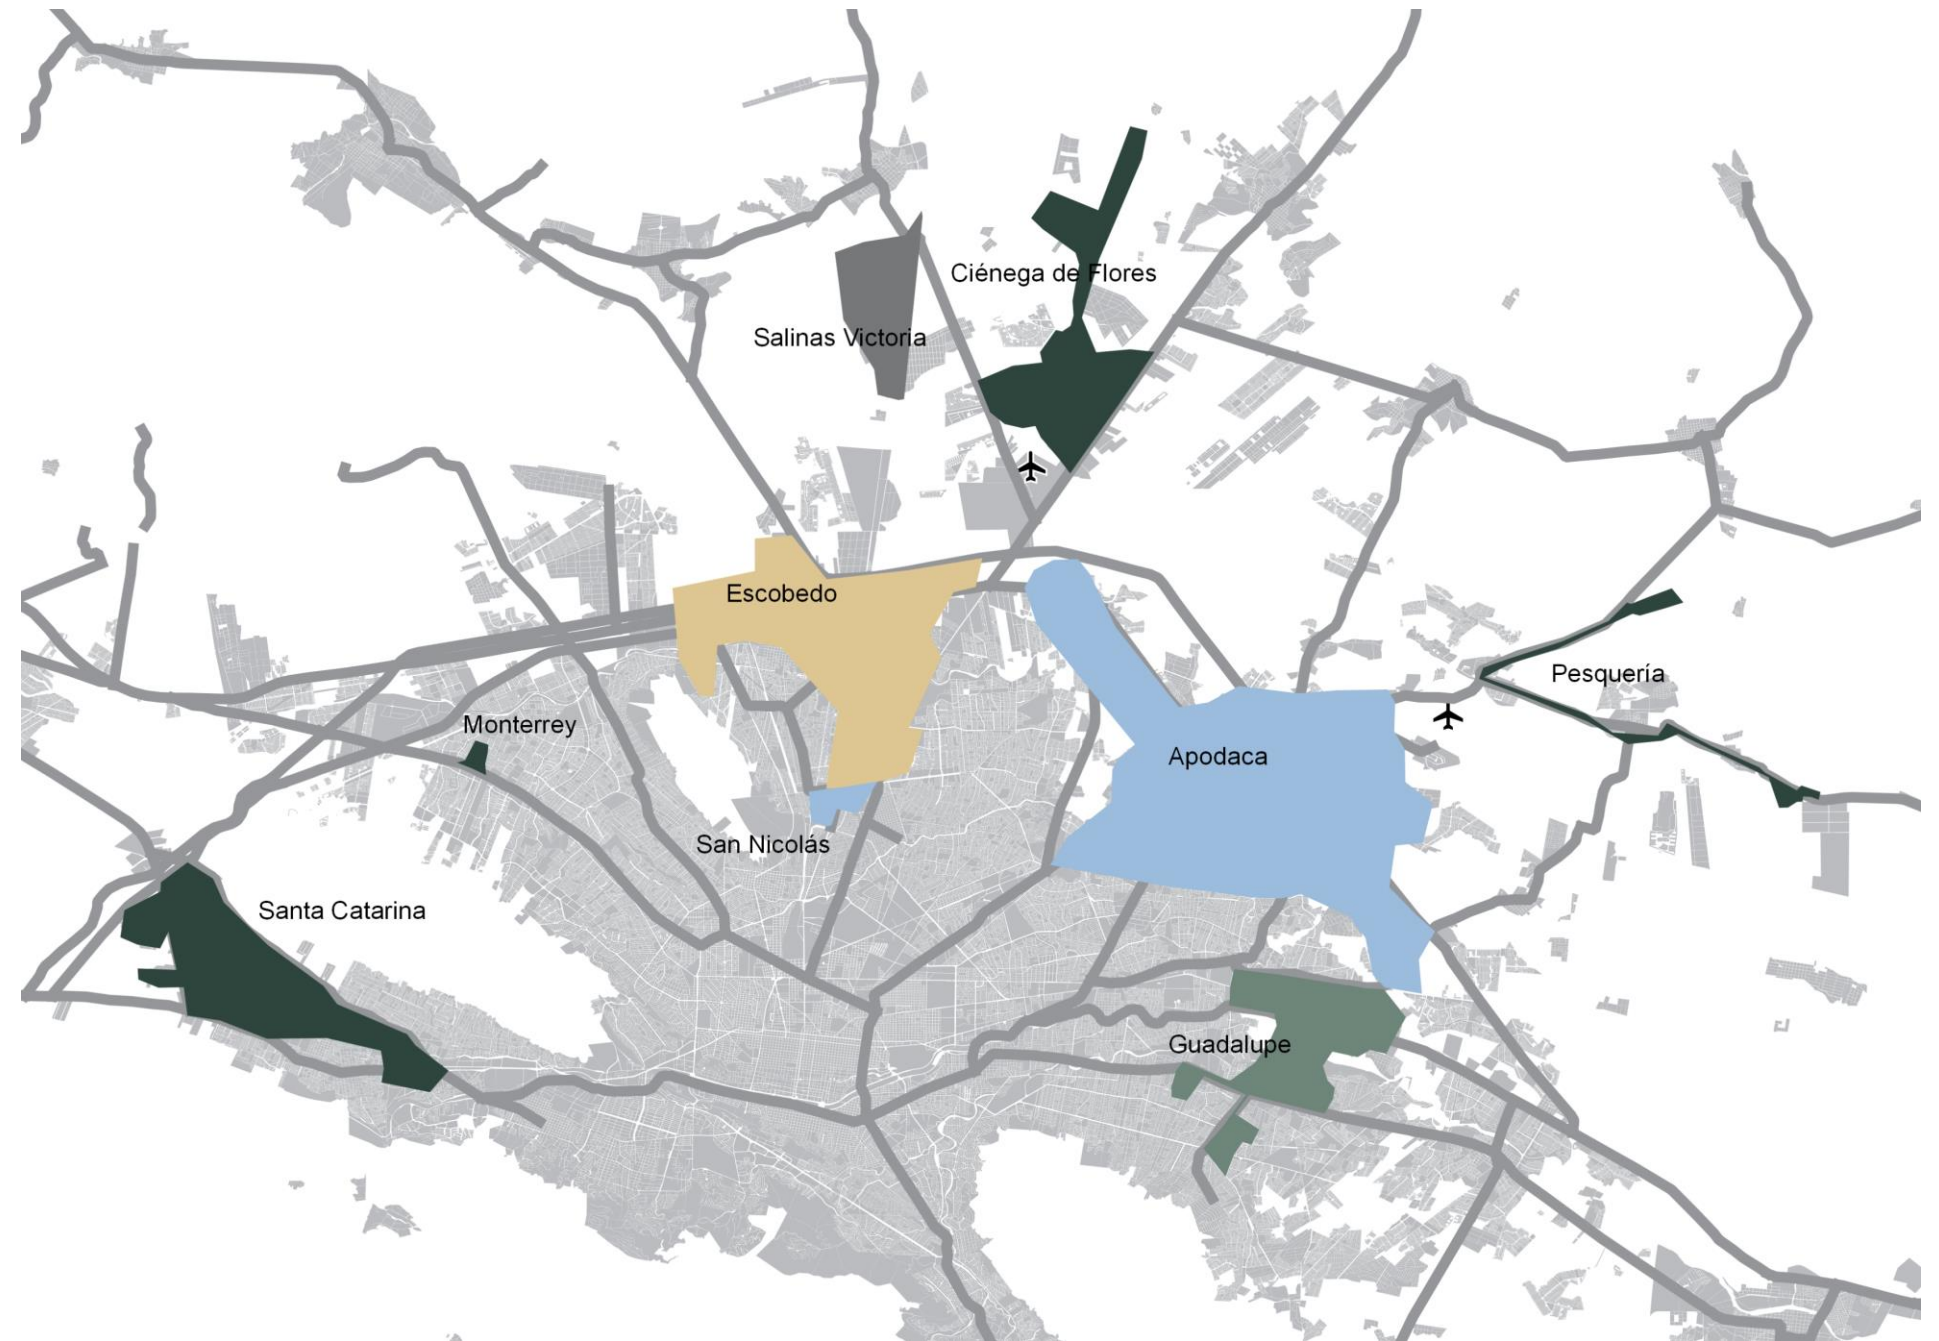 Ciénega de Flores
Salinas Victoria
Escobedo
Pesquería
Monterrey
Apodaca
San Nicolás
Santa Catarina
Guadalupe